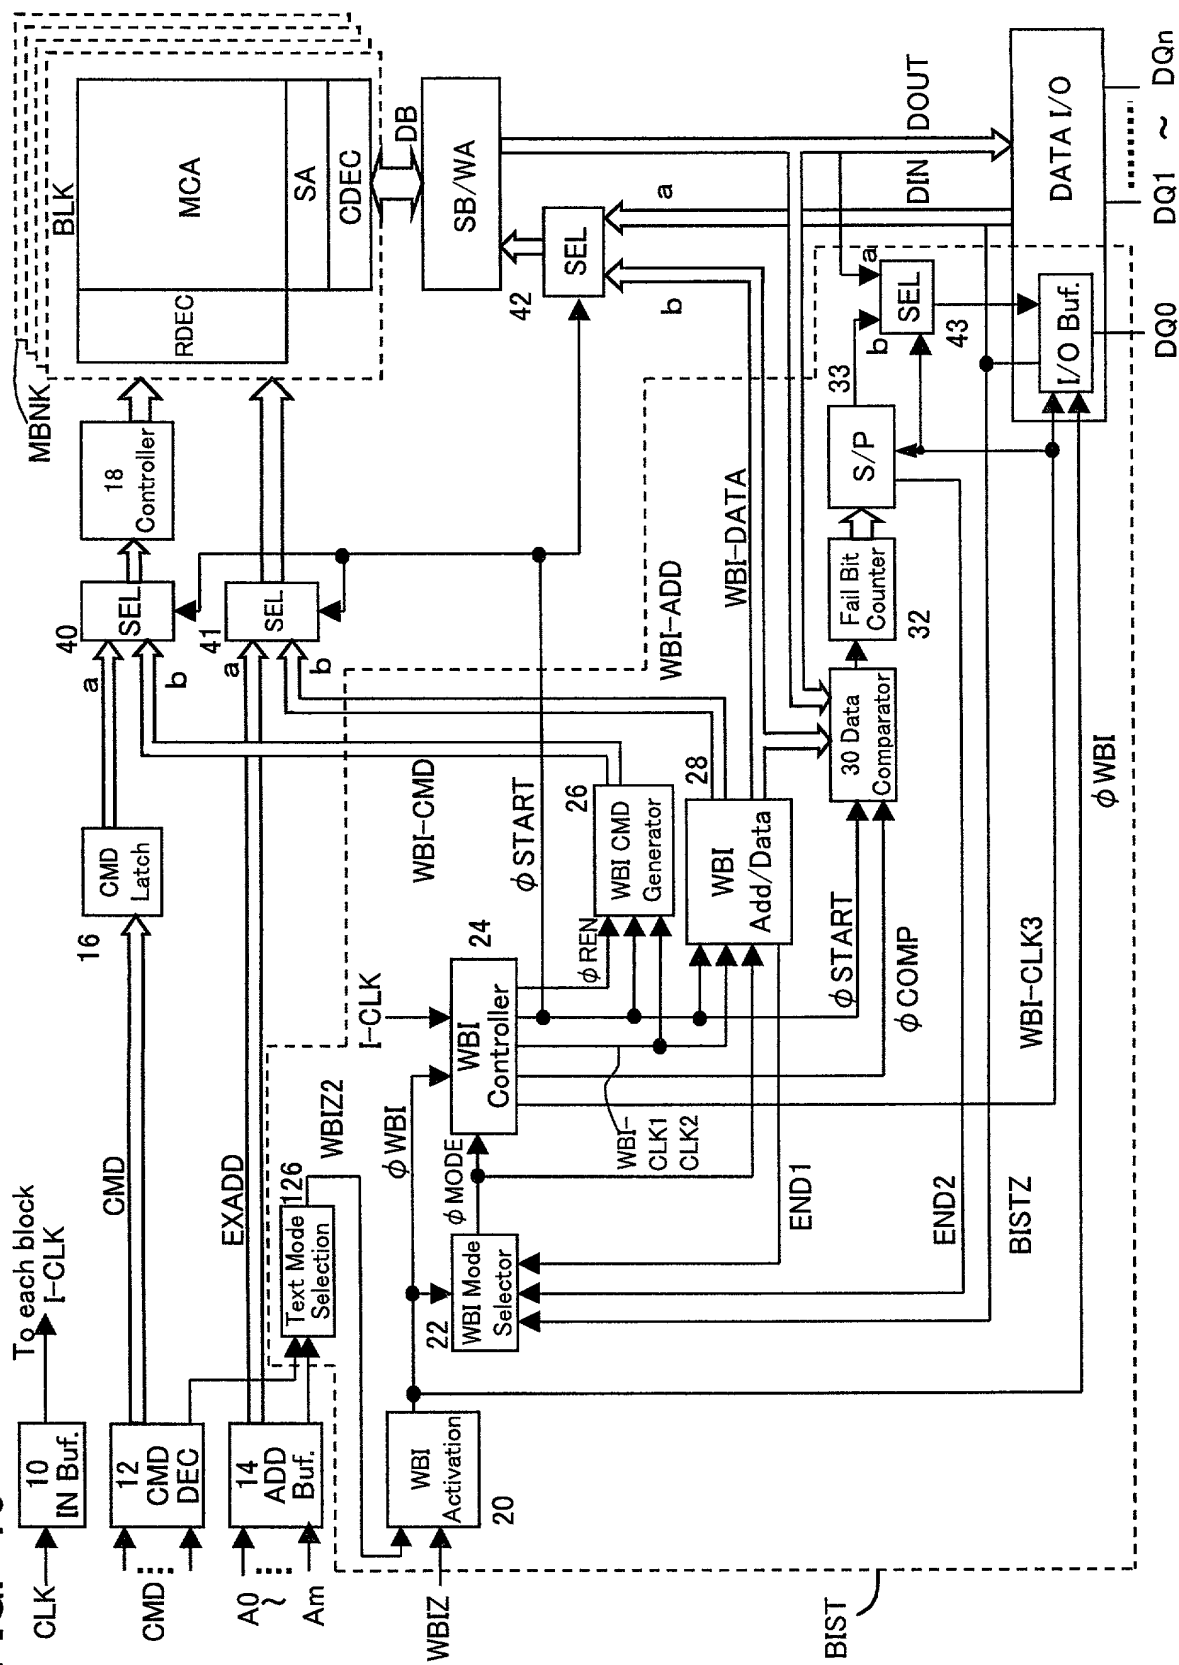 To each block
I-CLK
CLK
10
IN Buf.
CMD
12
CMD
DEC
A0
~
Am
14
ADD
Buf.
CMD
EXADD
16
CMD
Latch
40
a
b
SEL
41
a
b
SEL
18
Controller
MBNK
BLK
MCA
RDEC
SA
CDEC
DB
SB/WA
42
SEL
a
b
DIN
DOUT
DATA I/O
I/O Buf.
DQ0
DQ1
~
DQn
126
Text Mode
Selection
WBIZ2
WBIZ
WBI
Activation
20
φWBI
22
WBI Mode
Selector
φMODE
I-CLK
24
WBI
Controller
φREN
φSTART
WBI-
CLK1
CLK2
WBI-CMD
26
WBI CMD
Generator
28
WBI
Add/Data
WBI-ADD
WBI-DATA
END1
φSTART
φCOMP
30 Data
Comparator
32
Fail Bit
Counter
33
S/P
43
SEL
a
b
END2
BISTZ
WBI-CLK3
φWBI
BIST